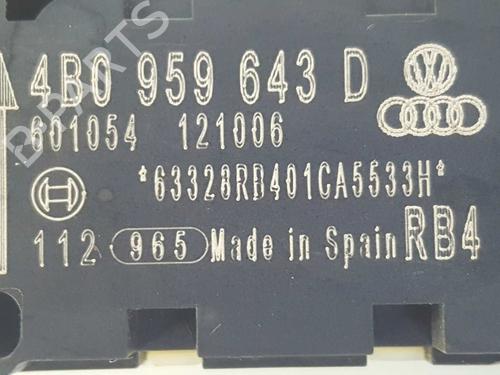 4B0 959 643 D
601054 121006
*63328RB401CA5533H*
112 965 Made in Spain RB4
B-PARTS